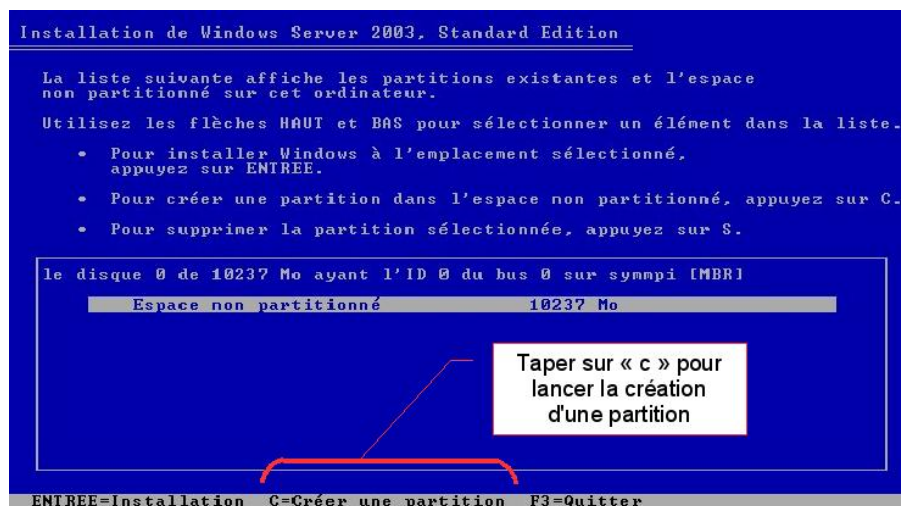 Installation de Windows Server 2003, Standard Edition
La liste suivante affiche les partitions existantes et l'espace
non partitionné sur cet ordinateur.
Utilisez les flèches HAUT et BAS pour sélectionner un élément dans la liste.
• Pour installer Windows à l'emplacement sélectionné,
appuyez sur ENTREE.
• Pour créer une partition dans l'espace non partitionné, appuyez sur C.
• Pour supprimer la partition sélectionnée, appuyez sur S.
le disque 0 de 10237 Mo ayant l'ID 0 du bus 0 sur symmpi [MBR]
Espace non partitionné 10237 Mo
Taper sur « c » pour
lancer la création
d'une partition
ENTREE=Installation C=Créer une partition F3=Quitter